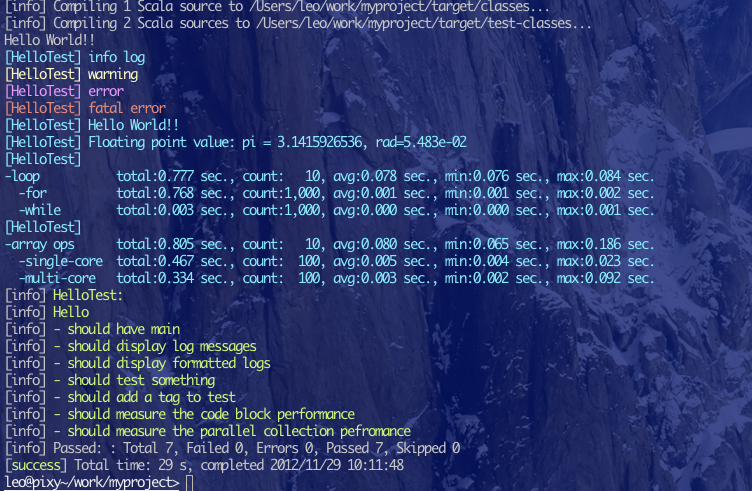 [info] Compiling 1 Scala source to /Users/leo/work/myproject/target/classes...
[info] Compiling 2 Scala sources to /Users/leo/work/myproject/target/test-classes...
Hello World!!
[HelloTest] info log
[HelloTest] warning
[HelloTest] error
[HelloTest] fatal error
[HelloTest] Hello World!!
[HelloTest] Floating point value: pi = 3.1415926536, rad=5.483e-02
[HelloTest]
-loop           total:0.777 sec., count:   10, avg:0.078 sec., min:0.076 sec., max:0.084 sec.
  -for          total:0.768 sec., count:1,000, avg:0.001 sec., min:0.001 sec., max:0.002 sec.
  -while        total:0.003 sec., count:1,000, avg:0.000 sec., min:0.000 sec., max:0.001 sec.
[HelloTest]
-array ops      total:0.805 sec., count:   10, avg:0.080 sec., min:0.065 sec., max:0.186 sec.
  -single-core  total:0.467 sec., count:  100, avg:0.005 sec., min:0.004 sec., max:0.023 sec.
  -multi-core   total:0.334 sec., count:  100, avg:0.003 sec., min:0.002 sec., max:0.092 sec.
[info] HelloTest:
[info] Hello
[info] - should have main
[info] - should display log messages
[info] - should display formatted logs
[info] - should test something
[info] - should add a tag to test
[info] - should measure the code block performance
[info] - should measure the parallel collection pefromance
[info] Passed: : Total 7, Failed 0, Errors 0, Passed 7, Skipped 0
[success] Total time: 29 s, completed 2012/11/29 10:11:48
leo@pixy~/work/myproject>